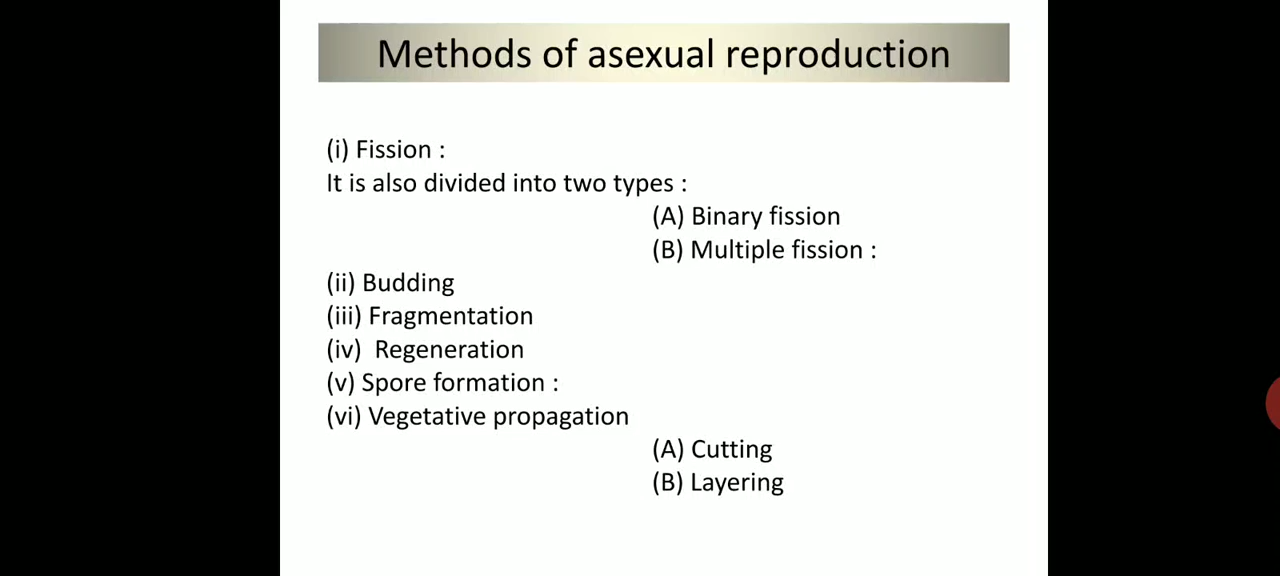 Methods of asexual reproduction
(i) Fission :
It is also divided into two types :
(A) Binary fission
(B) Multiple fission :
(ii) Budding
(iii) Fragmentation
(iv) Regeneration
(v) Spore formation :
(vi) Vegetative propagation
(A) Cutting
(B) Layering